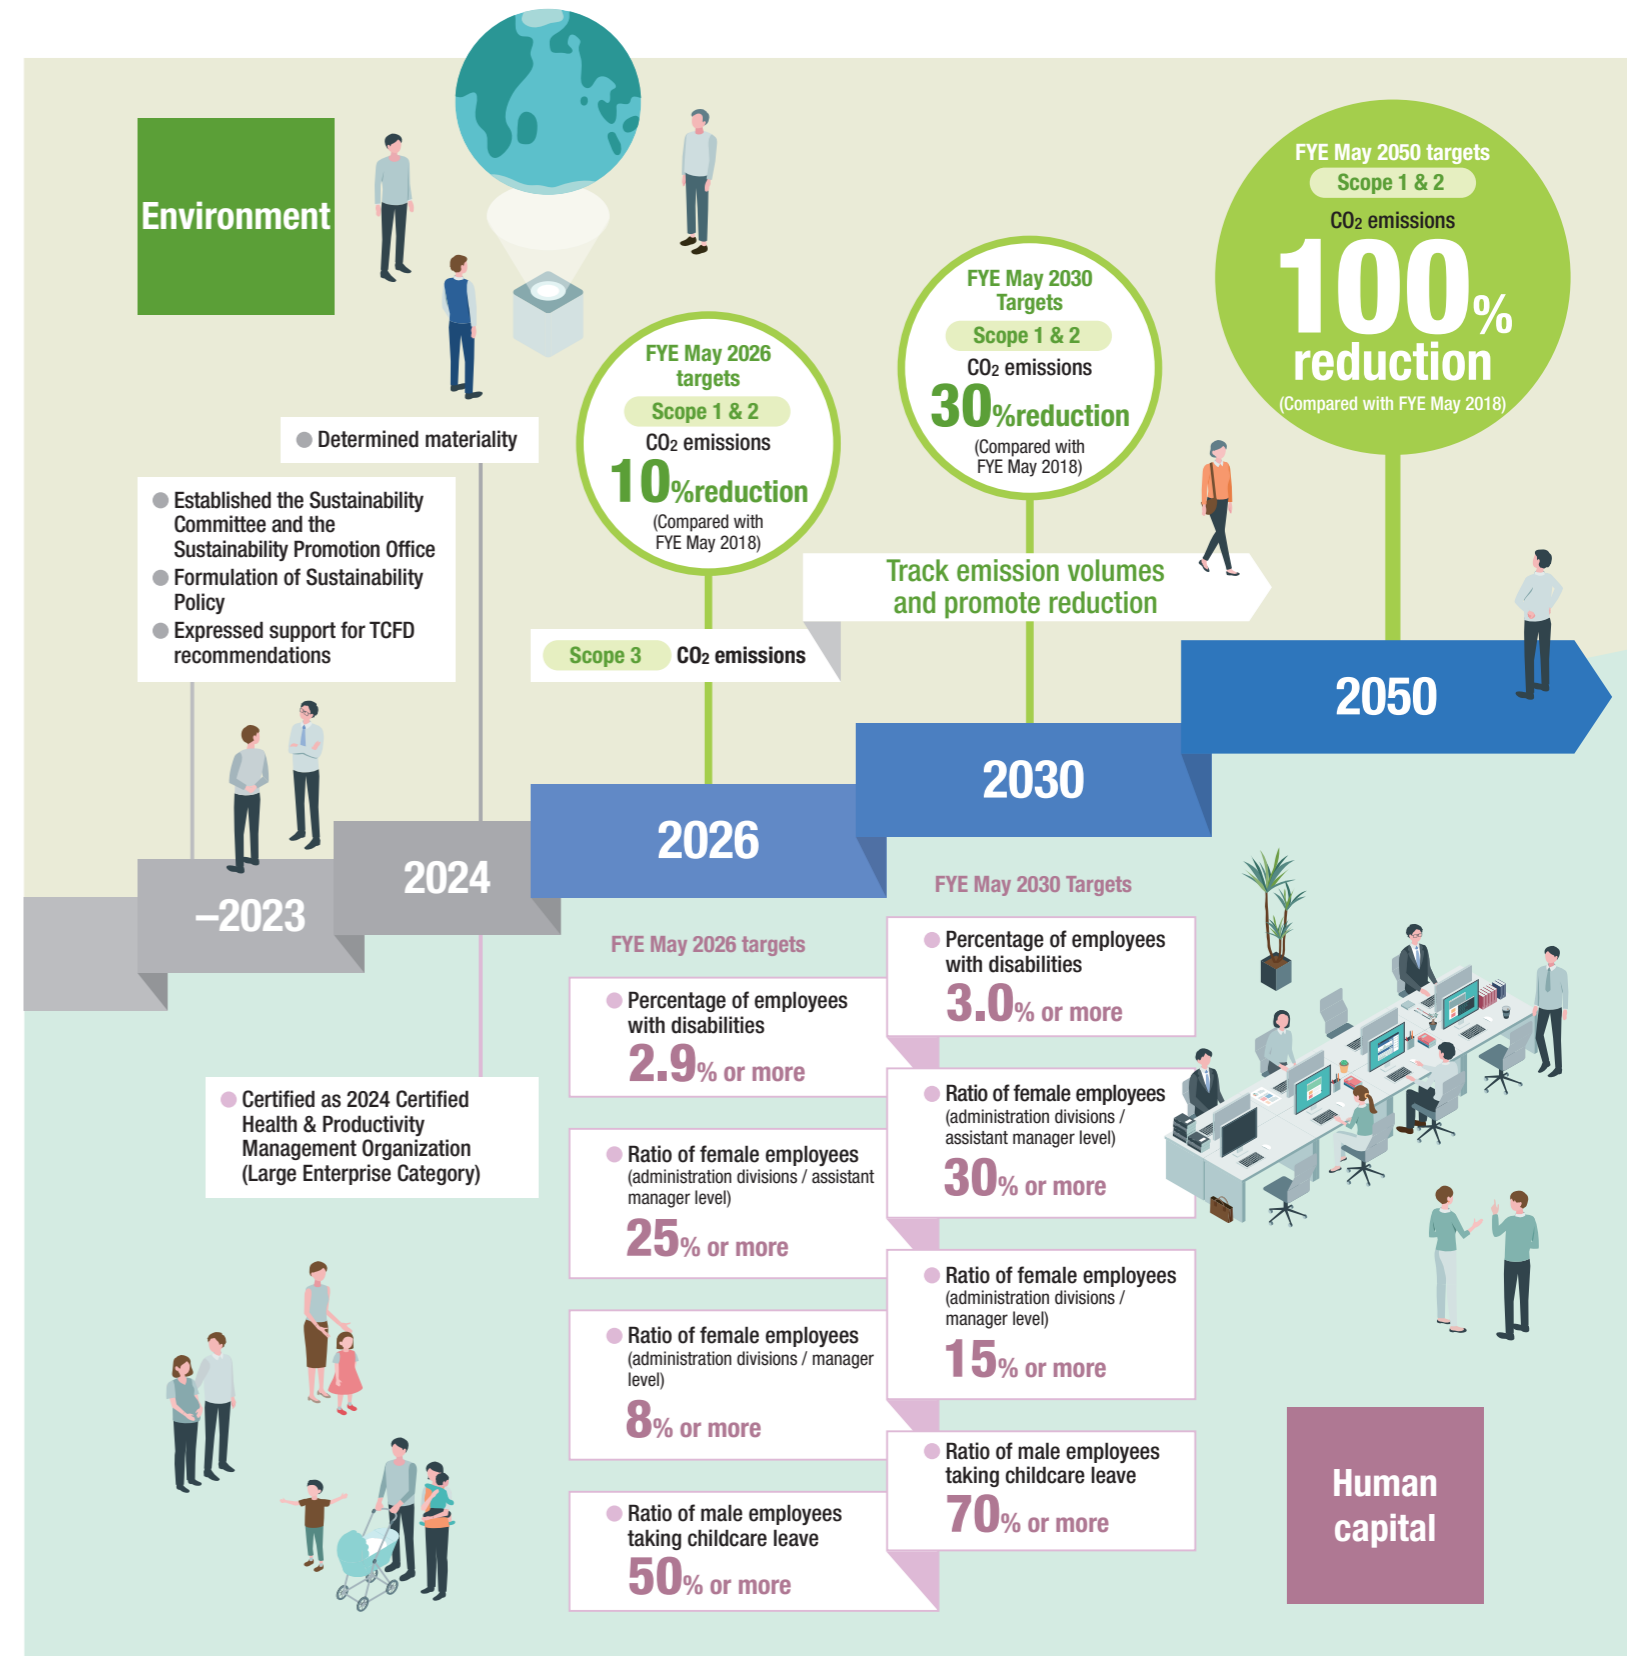 Environment
FYE May 2050 targets
Scope 1 & 2
CO2 emissions
100%
reduction
(Compared with FYE May 2018)
FYE May 2030
Targets
Scope 1 & 2
CO2 emissions
30%reduction
(Compared with
FYE May 2018)
FYE May 2026
targets
Scope 1 & 2
CO2 emissions
10%reduction
(Compared with
FYE May 2018)
Determined materiality
Established the Sustainability
Committee and the
Sustainability Promotion Office
Formulation of Sustainability
Policy
Expressed support for TCFD
recommendations
Track emission volumes
and promote reduction
Scope 3 CO2 emissions
2050
2030
2026
2024
–2023
Certified as 2024 Certified
Health & Productivity
Management Organization
(Large Enterprise Category)
FYE May 2026 targets
Percentage of employees
with disabilities
2.9% or more
Ratio of female employees
(administration divisions / assistant
manager level)
25% or more
Ratio of female employees
(administration divisions / manager
level)
8% or more
Ratio of male employees
taking childcare leave
50% or more
FYE May 2030 Targets
Percentage of employees
with disabilities
3.0% or more
Ratio of female employees
(administration divisions /
assistant manager level)
30% or more
Ratio of female employees
(administration divisions /
manager level)
15% or more
Ratio of male employees
taking childcare leave
70% or more
Human
capital